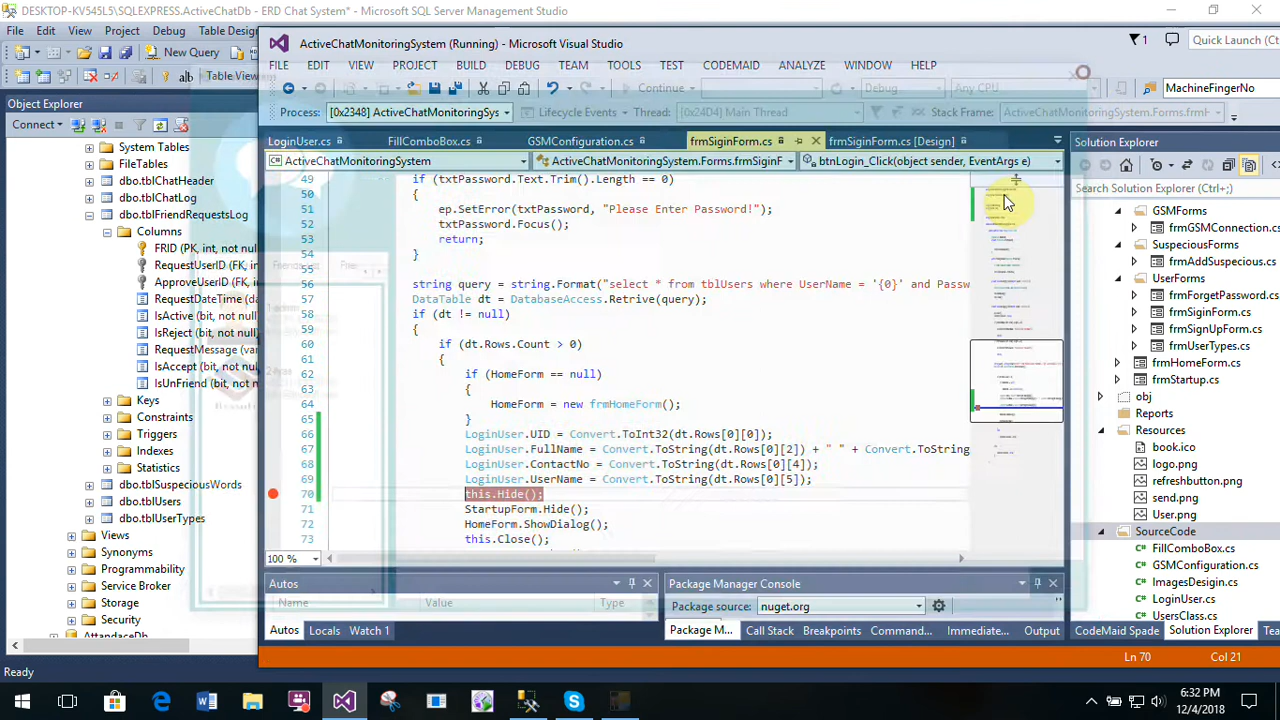 DESKTOP-KV545L5\SQLEXPRESS.ActiveChatDb - ERD Chat System* - Microsoft SQL Server Management Studio
File Edit View Project Debug Table Desig
New Query
Table View
Object Explorer
Connect
System Tables
FileTables
dbo.tblChatHeader
dbo.tblChatLog
dbo.tblFriendRequestsLog
Columns
FRID (PK, int, not nu
RequestUserID (FK, i
ApproveUserID (FK,
RequestDateTime (da
IsActive (bit, not null
IsReject (bit, not null
RequestMessage (var
IsAccept (bit, not nul
IsUnFriend (bit, not n
Keys
Constraints
Triggers
Indexes
Statistics
dbo.tblSuspeciousWords
dbo.tblUsers
dbo.tblUserTypes
Views
Synonyms
Programmability
Service Broker
Storage
Security
AttandaceDb
Ready
ActiveChatMonitoringSystem (Running) - Microsoft Visual Studio
1
Quick Launch (Ct
FILE EDIT VIEW PROJECT BUILD DEBUG TEAM TOOLS TEST CODEMAID ANALYZE WINDOW HELP
Continue
Debug
Any CPU
MachineFingerNo
Process: [0x2348] ActiveChatMonitoringSys
Lifecycle Events
Thread: [0x24D4] Main Thread
Stack Frame: ActiveChatMonitoringSystem.Forms.f
LoginUser.cs
FillComboBox.cs
GSMConfiguration.cs
frmSiginForm.cs
frmSiginForm.cs [Design]
ActiveChatMonitoringSystem
ActiveChatMonitoringSystem.Forms.frmSiginF
btnLogin_Click(object sender, EventArgs e)
49 if (txtPassword.Text.Trim().Length == 0)
50 {
51 ep.SetError(txtPassword, "Please Enter Password!");
52 txtPassword.Focus();
53 return;
54 }
55
56 string query = string.Format("select * from tblUsers where UserName = '{0}' and Passw
57 DataTable dt = DatabaseAccess.Retrive(query);
58 if (dt != null)
59 {
60 if (dt.Rows.Count > 0)
61 {
62 if (HomeForm == null)
63 {
64 HomeForm = new frmHomeForm();
65 }
66 LoginUser.UID = Convert.ToInt32(dt.Rows[0][0]);
67 LoginUser.FullName = Convert.ToString(dt.Rows[0][2]) + " " + Convert.ToString
68 LoginUser.ContactNo = Convert.ToString(dt.Rows[0][4]);
69 LoginUser.UserName = Convert.ToString(dt.Rows[0][5]);
70 this.Hide();
71 StartupForm.Hide();
72 HomeForm.ShowDialog();
73 this.Close();
100 %
Autos
Name Value Type
Autos Locals Watch 1
Package Manager Console
Package source: nuget.org
Package M... Call Stack Breakpoints Command... Immediate... Output
Solution Explorer
Search Solution Explorer (Ctrl+;)
GSMForms
frmGSMConnection.cs
SuspeciousForms
frmAddSuspecious.cs
UserForms
frmForgetPassword.cs
frmSiginForm.cs
frmSignUpForm.cs
frmUserTypes.cs
frmHomeForm.cs
frmStartup.cs
obj
Reports
Resources
book.ico
logo.png
refreshbutton.png
send.png
User.png
SourceCode
FillComboBox.cs
GSMConfiguration.cs
ImagesDesigin.cs
LoginUser.cs
UsersClass.cs
CodeMaid Spade Solution Explorer Tea
Ln 70 Col 21
6:32 PM
12/4/2018